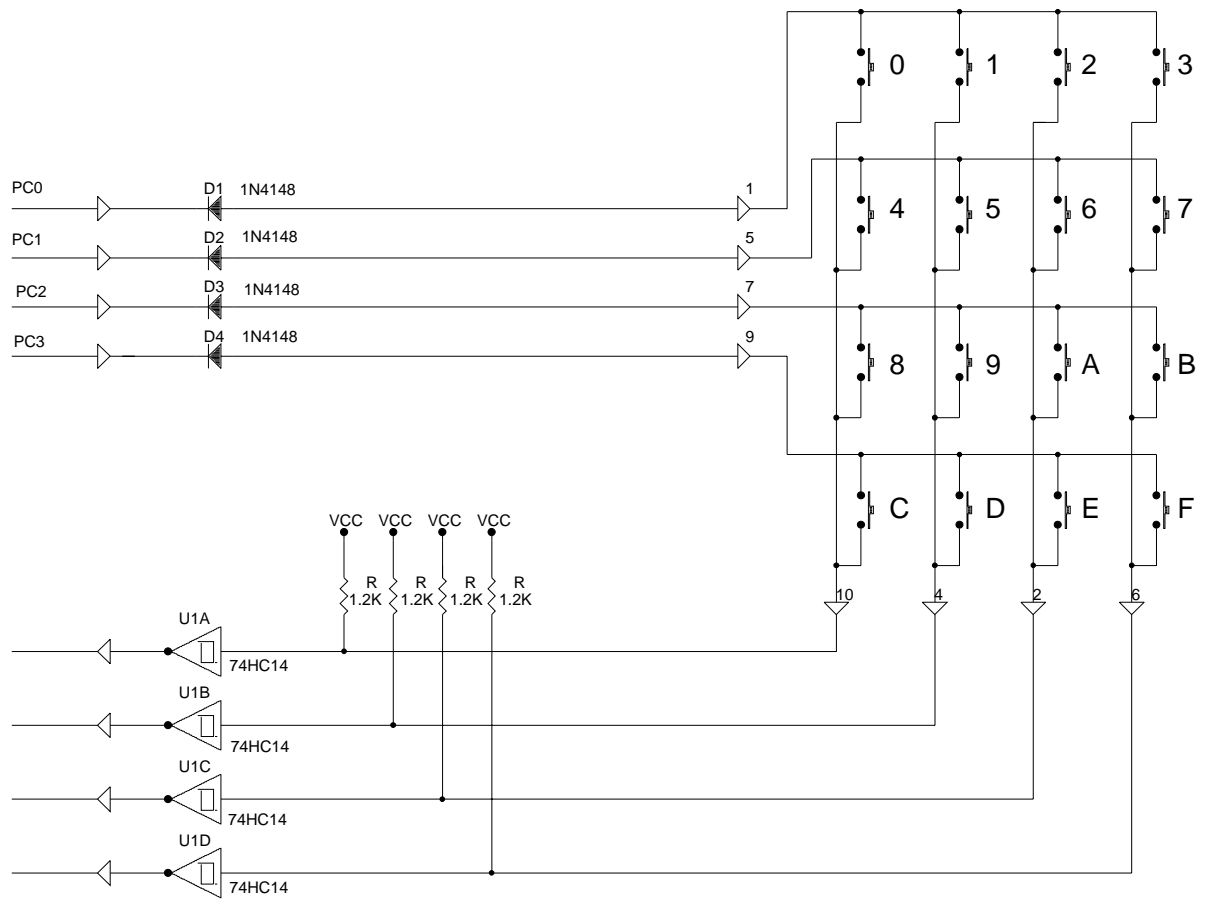 0 1 2 3
PC0 D1 1N4148 1
4 5 6 7
PC1 D2 1N4148 5
PC2 D3 1N4148 7
PC3 D4 1N4148 9
8 9 A B
C D E F
VCC VCC VCC VCC
R R R R
1.2K 1.2K 1.2K 1.2K
10 4 2 6
U1A
74HC14
U1B
74HC14
U1C
74HC14
U1D
74HC14